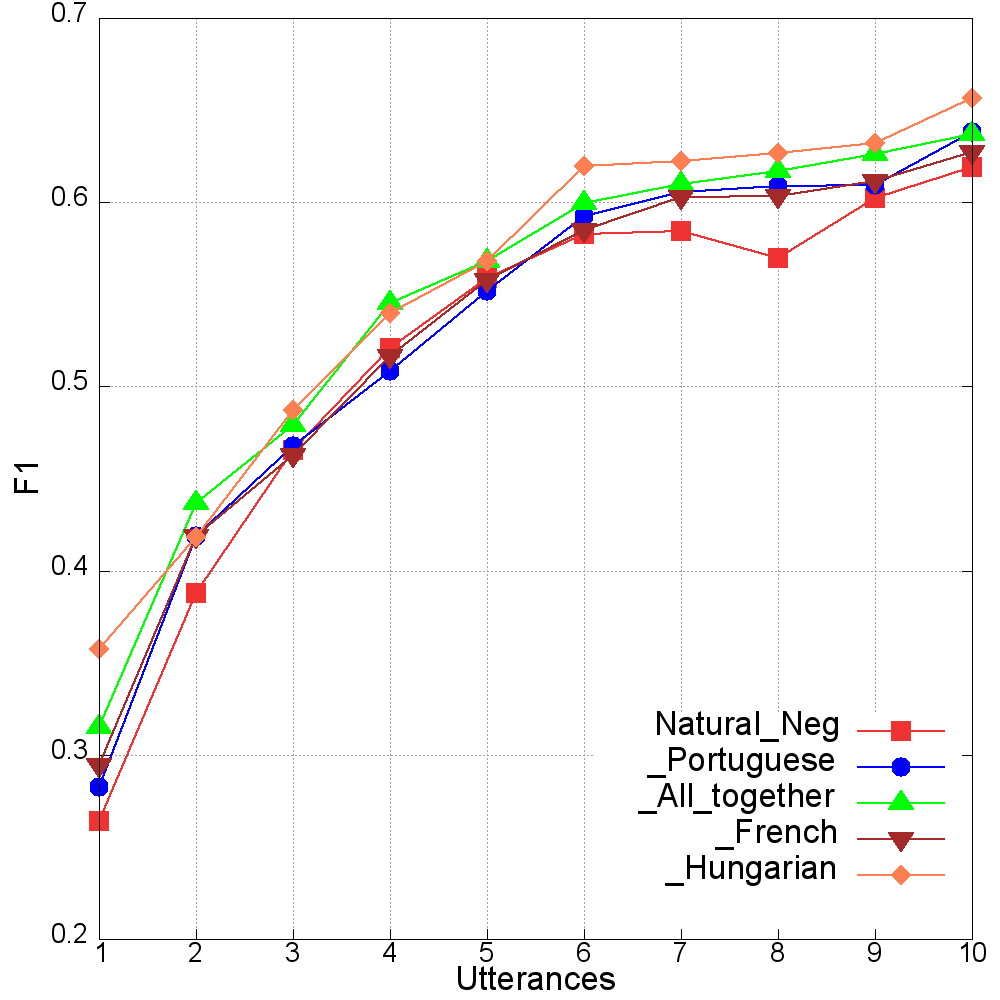 0.7
0.6
0.5
0.4
0.3
0.2
F1
Natural_Neg
_Portuguese
_All_together
_French
_Hungarian
1 2 3 4 5 6 7 8 9 10
Utterances